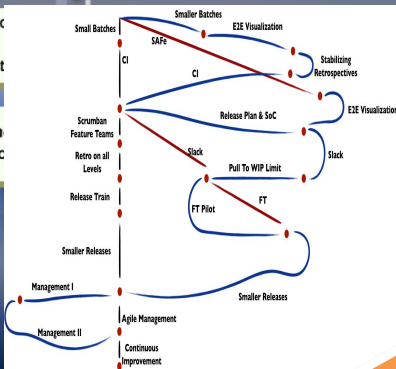 Smaller Batches
Small Batches
E2E Visualization
SAFe
CI
Stabilizing
Retrospectives
CI
E2E Visualization
Release Plan & SoC
Scrumban
Feature Teams
Slack
Slack
Retro on all
Levels
Pull To WIP Limit
Release Train
FT
FT Pilot
Smaller Releases
Management I
Smaller Releases
Agile Management
Management II
Continuous
Improvement